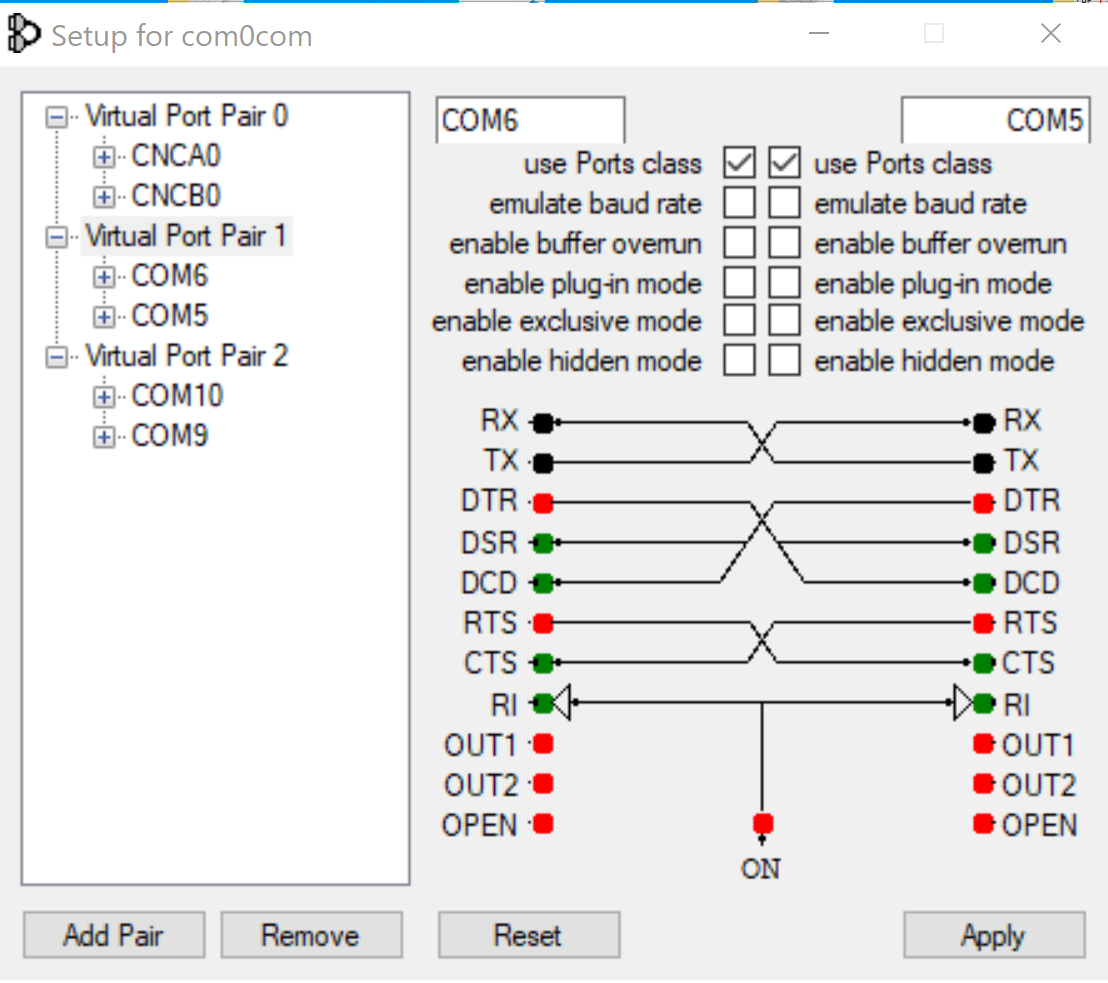 Setup for com0com
Virtual Port Pair 0
CNCA0
CNCB0
Virtual Port Pair 1
COM6
COM5
Virtual Port Pair 2
COM10
COM9
COM6 COM5
use Ports class use Ports class
emulate baud rate emulate baud rate
enable buffer overrun enable buffer overrun
enable plug-in mode enable plug-in mode
enable exclusive mode enable exclusive mode
enable hidden mode enable hidden mode
RX RX
TX TX
DTR DTR
DSR DSR
DCD DCD
RTS RTS
CTS CTS
RI RI
OUT1 OUT1
OUT2 OUT2
OPEN OPEN
ON
Add Pair Remove Reset Apply